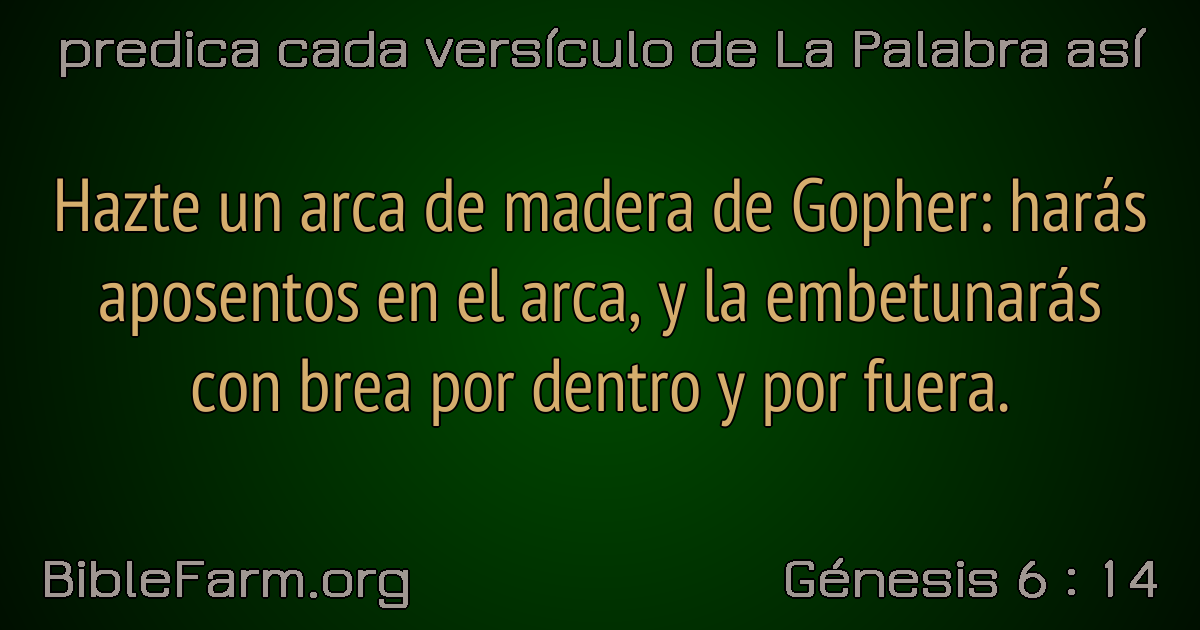 predica cada versículo de La Palabra así
Hazte un arca de madera de Gopher: harás
aposentos en el arca, y la embetunarás
con brea por dentro y por fuera.
BibleFarm.org
Génesis 6 : 14